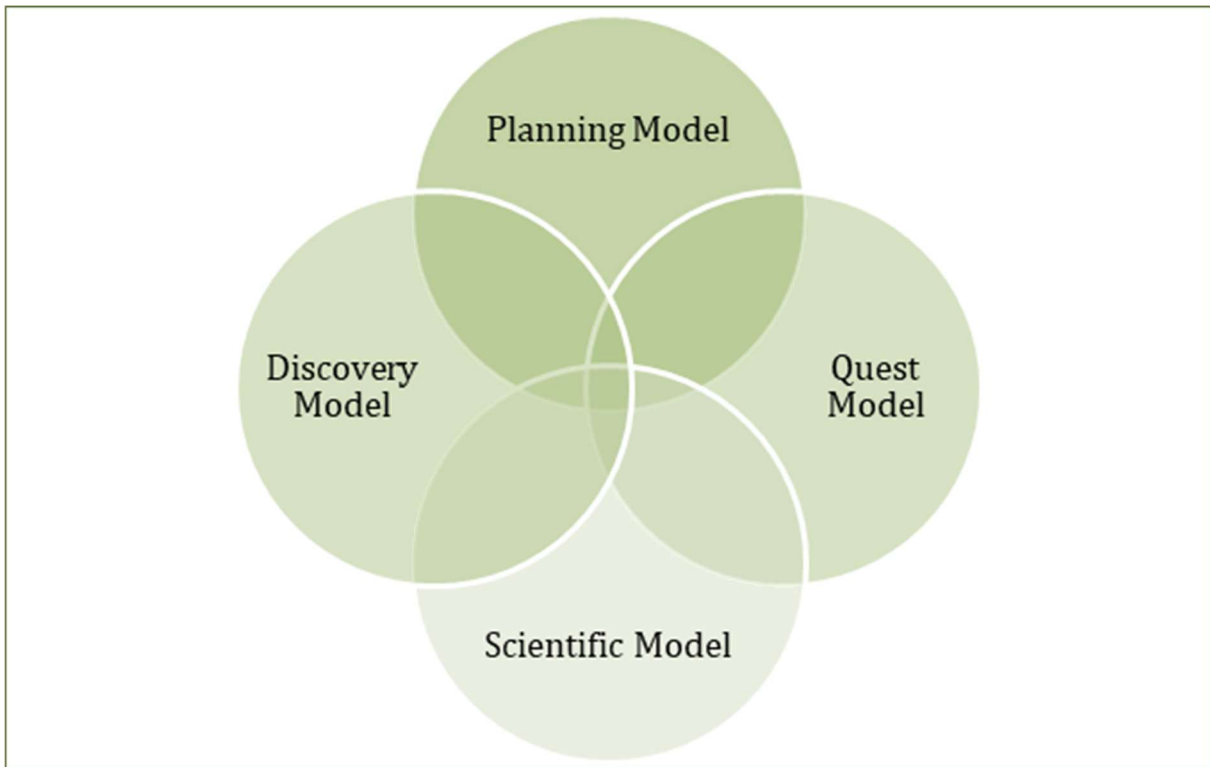 Planning Model
Discovery
Model
Quest
Model
Scientific Model